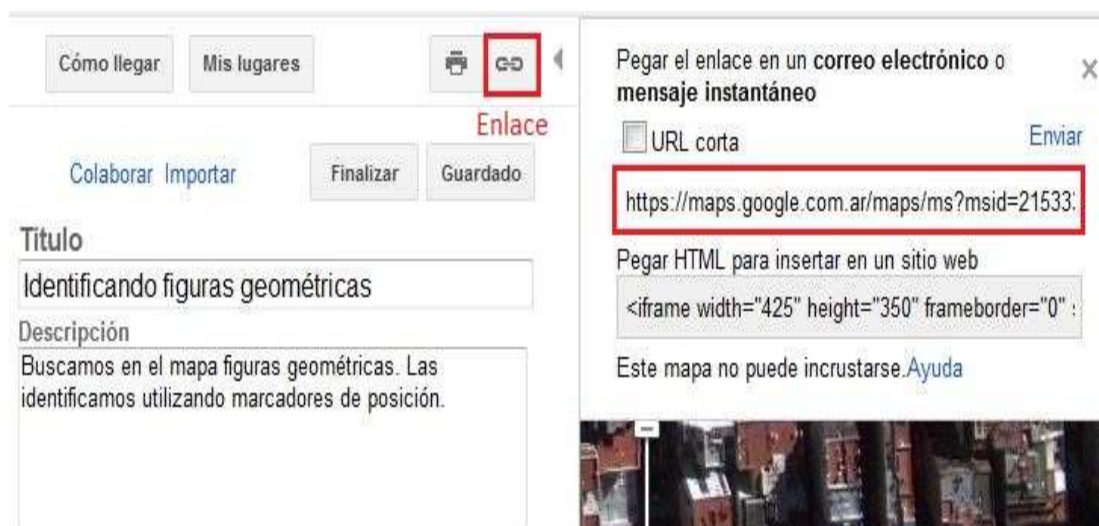 Cómo llegar
Mis lugares
Enlace
Colaborar Importar
Finalizar
Guardado
Título
Identificando figuras geométricas
Descripción
Buscamos en el mapa figuras geométricas. Las
identificamos utilizando marcadores de posición.
Pegar el enlace en un correo electrónico o
mensaje instantáneo
URL corta
Enviar
https://maps.google.com.ar/maps/ms?msid=21533
Pegar HTML para insertar en un sitio web
<iframe width="425" height="350" frameborder="0"
Este mapa no puede incrustarse.Ayuda